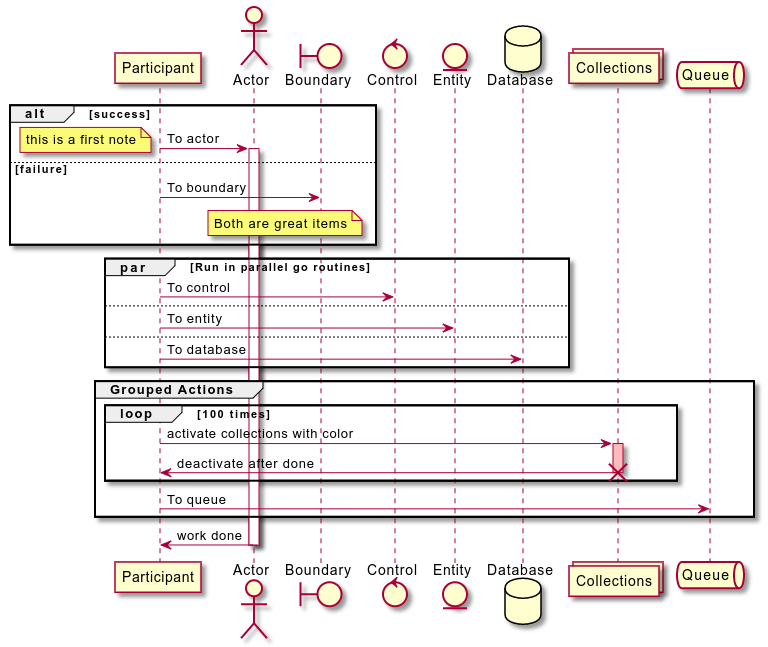 Participant
Actor
Boundary
Control
Entity
Database
Collections
Queue
alt [success]
this is a first note
To actor
[failure]
To boundary
Both are great items
par [Run in parallel go routines]
To control
To entity
To database
Grouped Actions
loop [100 times]
activate collections with color
deactivate after done
To queue
work done
Participant
Actor
Boundary
Control
Entity
Database
Collections
Queue